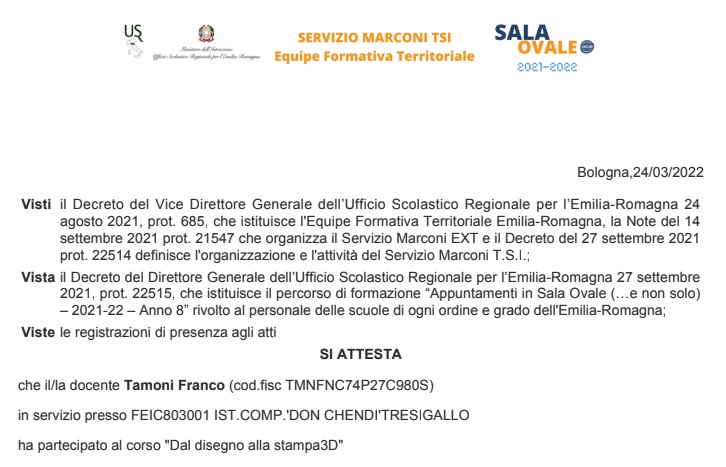 US
Ministero dell'Istruzione
Ufficio Scolastico Regionale per l'Emilia-Romagna
SERVIZIO MARCONI TSI
Equipe Formativa Territoriale
SALA
OVALE
2021-2022
Bologna,24/03/2022
Visti il Decreto del Vice Direttore Generale dell'Ufficio Scolastico Regionale per l'Emilia-Romagna 24
agosto 2021, prot. 685, che istituisce l'Equipe Formativa Territoriale Emilia-Romagna, la Note del 14
settembre 2021 prot. 21547 che organizza il Servizio Marconi EXT e il Decreto del 27 settembre 2021
prot. 22514 definisce l'organizzazione e l'attività del Servizio Marconi T.S.I.;
Vista il Decreto del Direttore Generale dell'Ufficio Scolastico Regionale per l'Emilia-Romagna 27 settembre
2021, prot. 22515, che istituisce il percorso di formazione “Appuntamenti in Sala Ovale (…e non solo)
– 2021-22 – Anno 8” rivolto al personale delle scuole di ogni ordine e grado dell'Emilia-Romagna;
Viste le registrazioni di presenza agli atti
SI ATTESTA
che il/la docente Tamoni Franco (cod.fisc TMNFNC74P27C980S)
in servizio presso FEIC803001 IST.COMP.'DON CHENDI'TRESIGALLO
ha partecipato al corso "Dal disegno alla stampa3D"